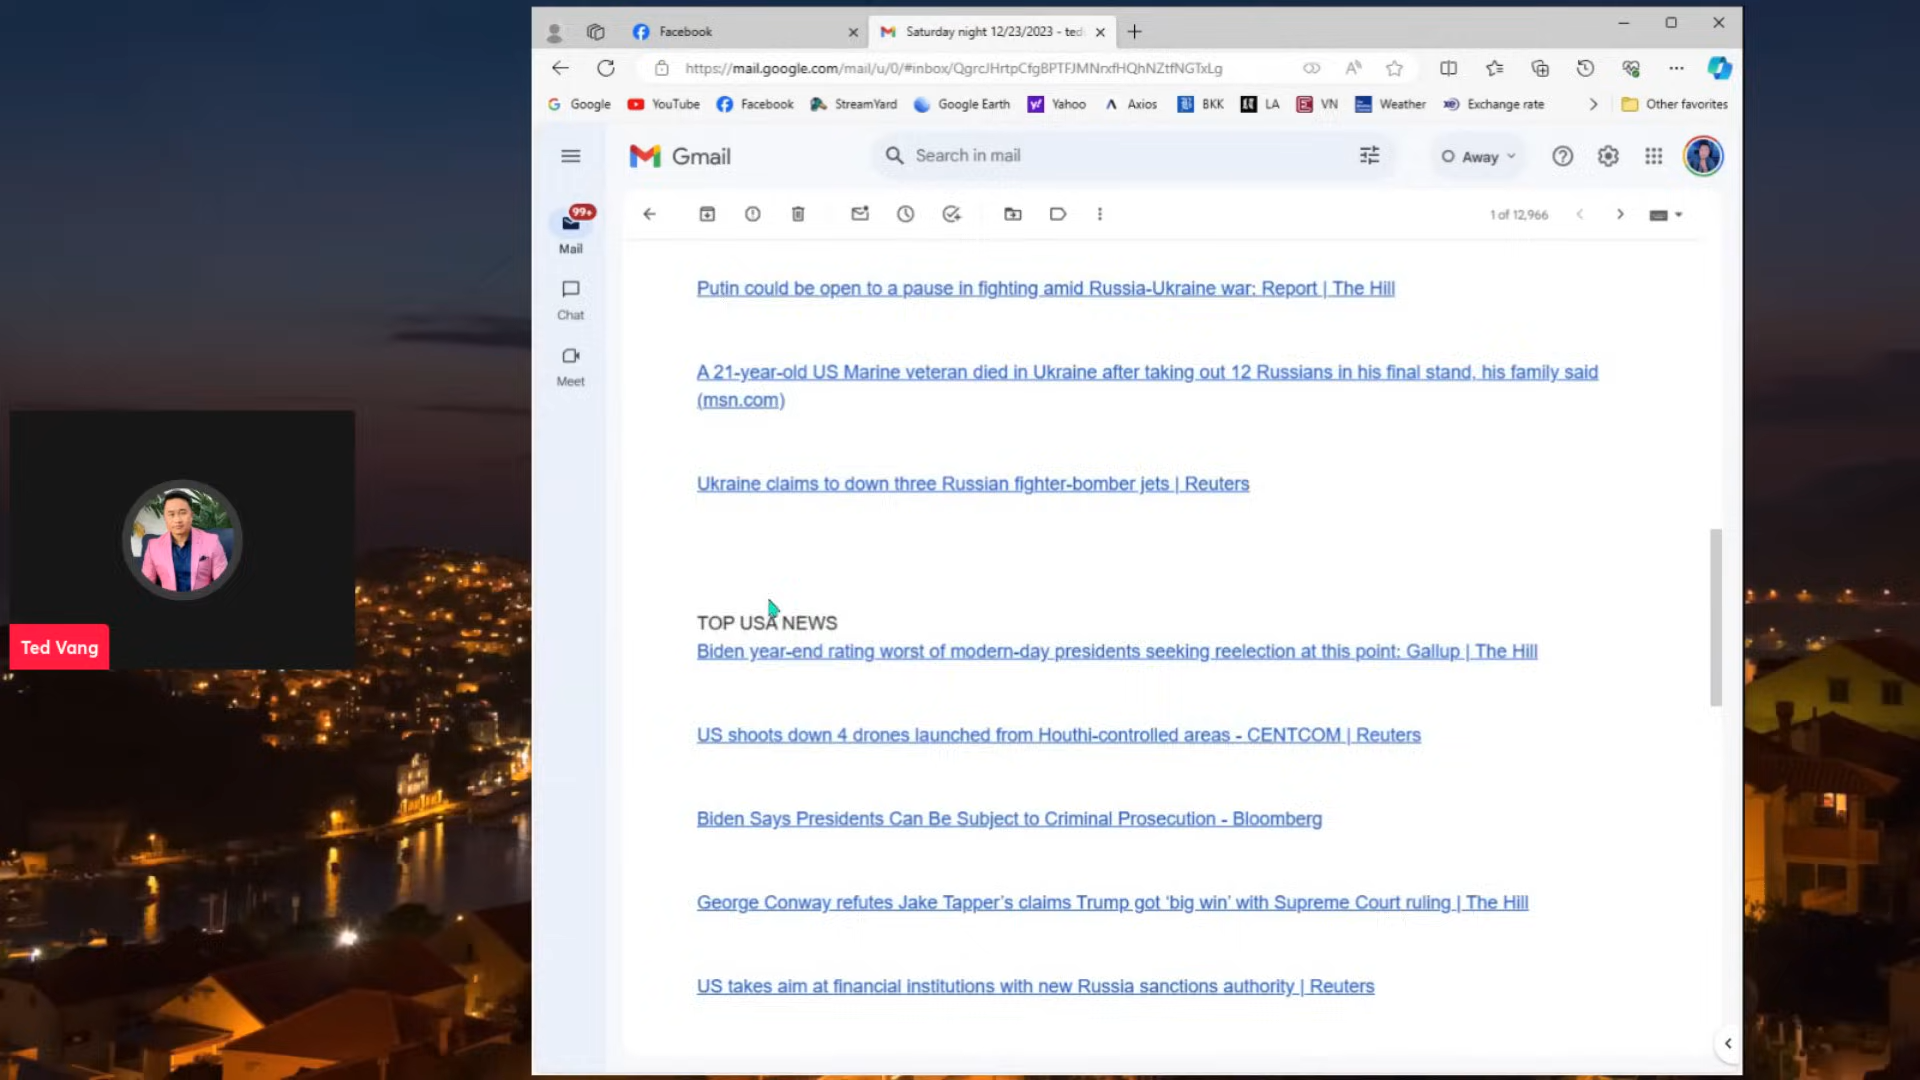 Facebook
Saturday night 12/23/2023 - ted
https://mail.google.com/mail/u/0/#inbox/QgrcJHrtpCfgBPTFJMNrxfHQhNZtfNGTxLg
Google
YouTube
Facebook
StreamYard
Google Earth
Yahoo
Axios
BKK
LA
VN
Weather
Exchange rate
Other favorites
Gmail
Search in mail
Away
99+
Mail
Chat
Meet
1 of 12,966
Putin could be open to a pause in fighting amid Russia-Ukraine war: Report | The Hill
A 21-year-old US Marine veteran died in Ukraine after taking out 12 Russians in his final stand, his family said
(msn.com)
Ukraine claims to down three Russian fighter-bomber jets | Reuters
TOP USA NEWS
Biden year-end rating worst of modern-day presidents seeking reelection at this point: Gallup | The Hill
US shoots down 4 drones launched from Houthi-controlled areas - CENTCOM | Reuters
Biden Says Presidents Can Be Subject to Criminal Prosecution - Bloomberg
George Conway refutes Jake Tapper’s claims Trump got ‘big win’ with Supreme Court ruling | The Hill
US takes aim at financial institutions with new Russia sanctions authority | Reuters
Ted Vang